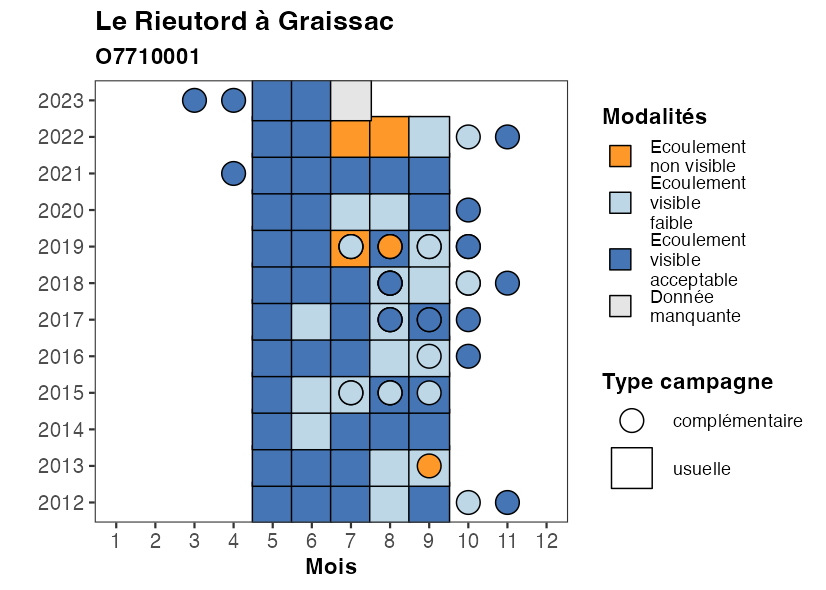 Le Rieutord à Graissac
O7710001
2023
2022
2021
2020
2019
2018
2017
2016
2015
2014
2013
2012
1 2 3 4 5 6 7 8 9 10 11 12
Mois
Modalités
Ecoulement
non visible
Ecoulement
visible
faible
Ecoulement
visible
acceptable
Donnée
manquante
Type campagne
complémentaire
usuelle